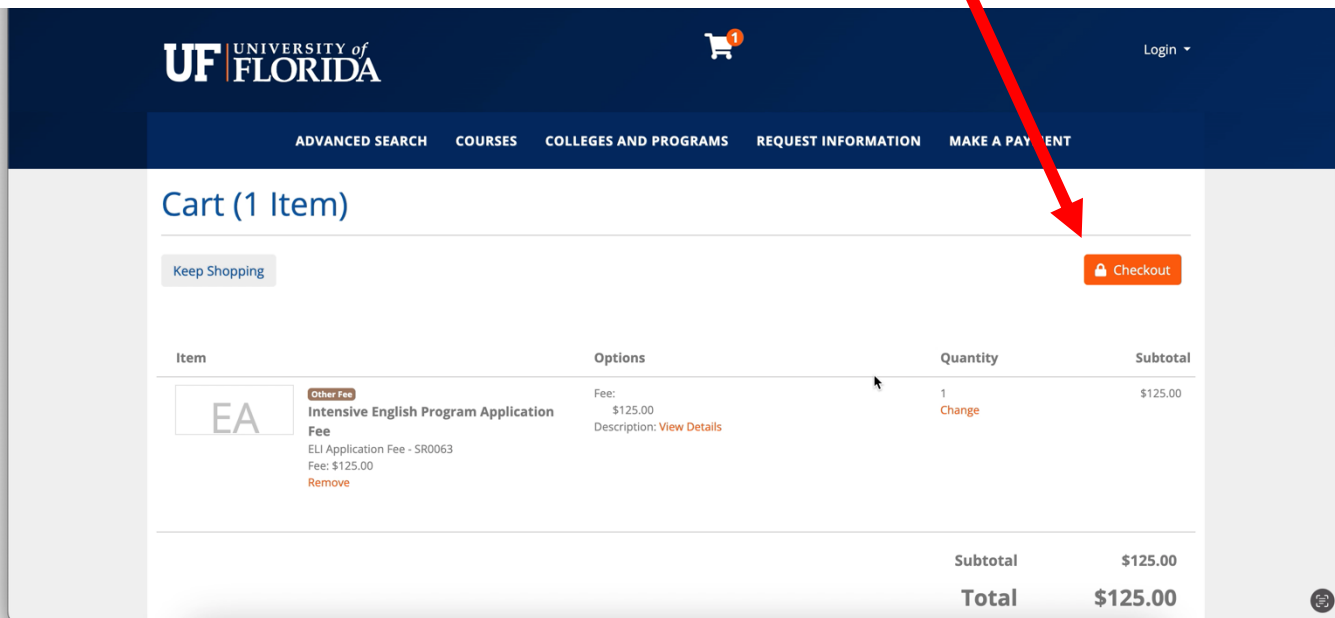 UF UNIVERSITY of FLORIDA
1
Login
ADVANCED SEARCH COURSES COLLEGES AND PROGRAMS REQUEST INFORMATION MAKE A PAYMENT
Cart (1 Item)
Keep Shopping
Checkout
Item Options Quantity Subtotal
EA
Other Fee
Intensive English Program Application
Fee
ELI Application Fee - SR0063
Fee: $125.00
Remove
Fee:
$125.00
Description: View Details
1
Change
$125.00
Subtotal $125.00
Total $125.00